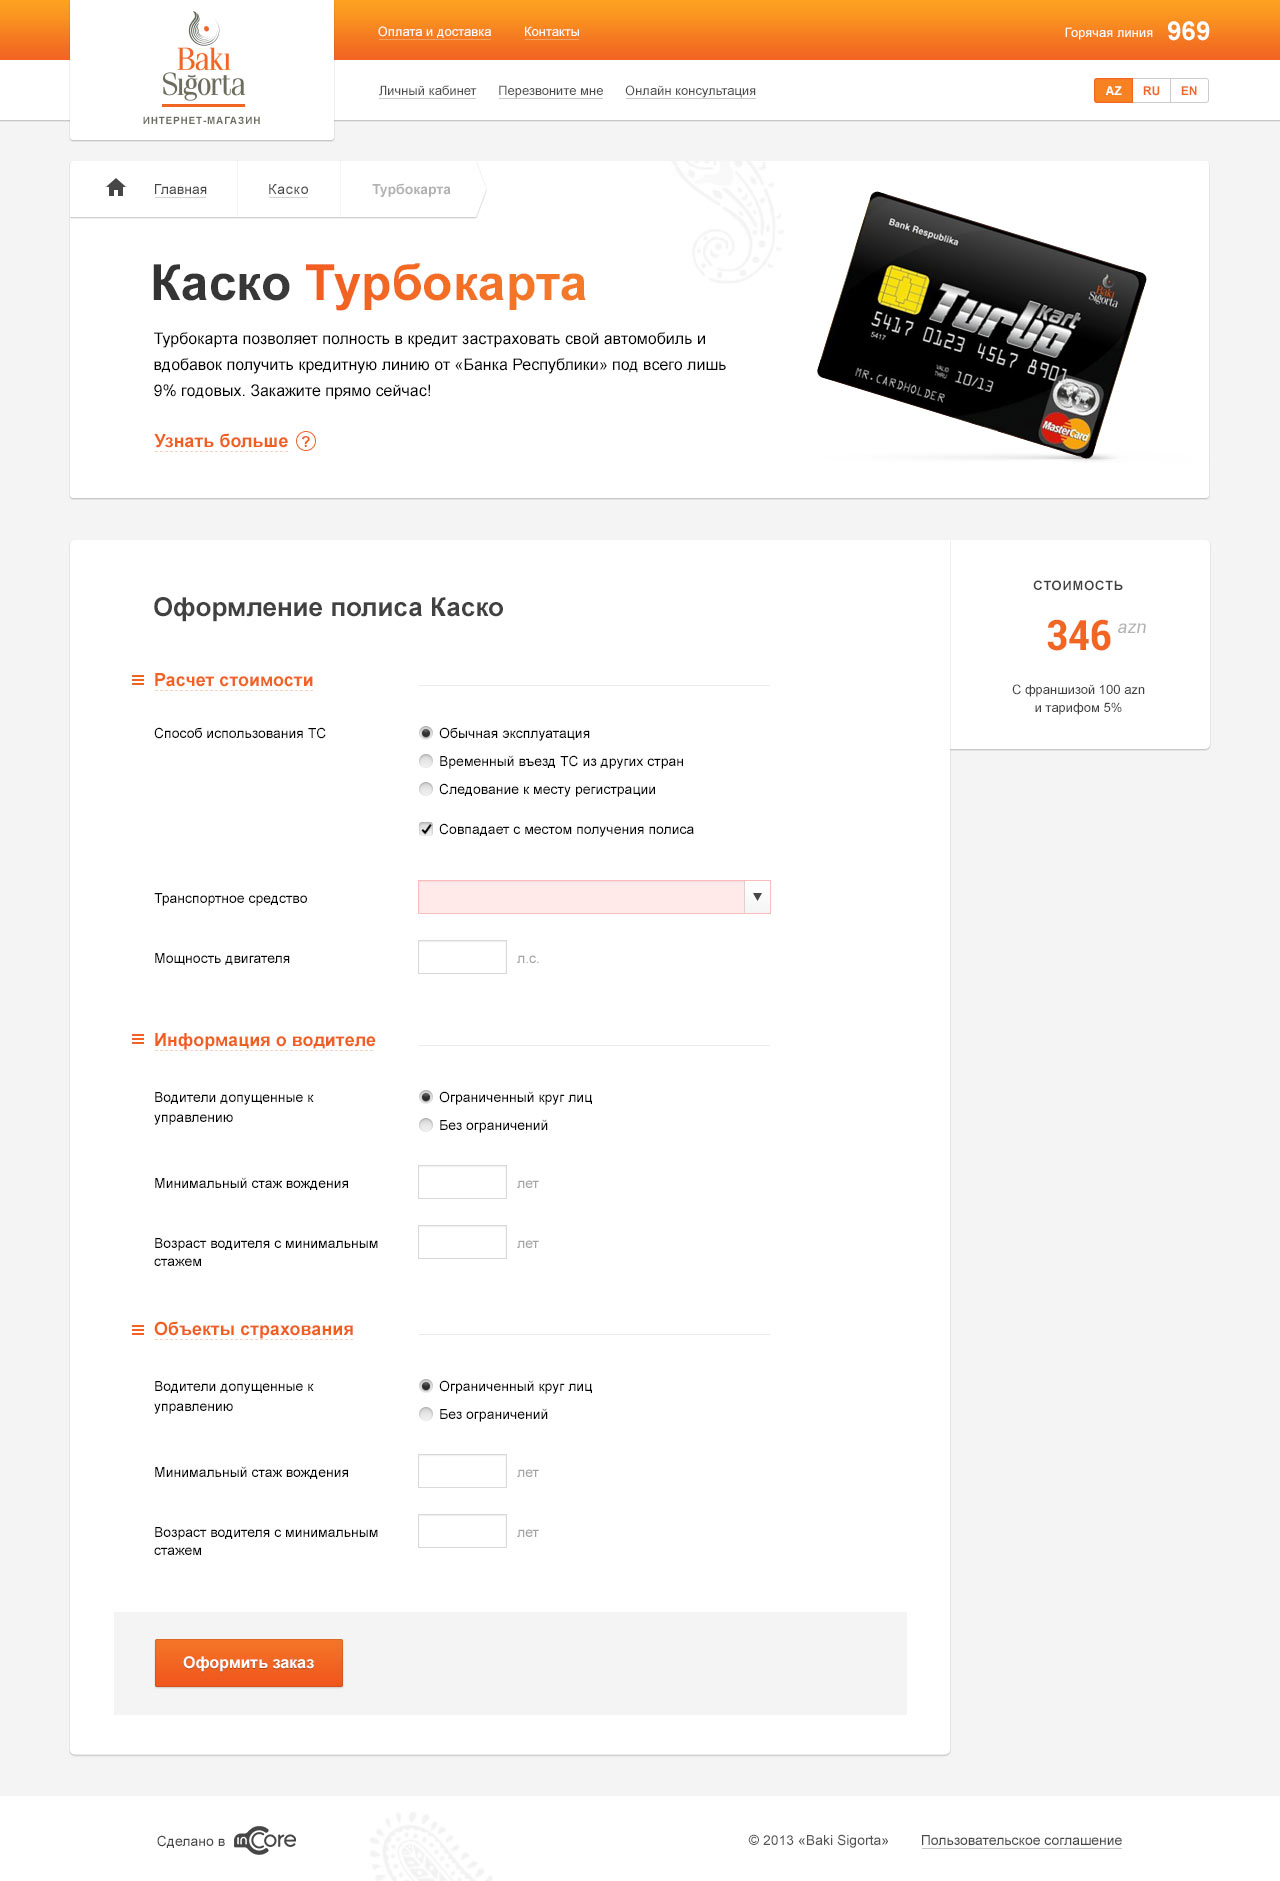 Оплата и доставка
Контакты
Горячая линия 969
Bakı
Sığorta
ИНТЕРНЕТ-МАГАЗИН
Личный кабинет
Перезвоните мне
Онлайн консультация
AZ
RU
EN
Главная
Каско
Турбокарта
Каско Турбокарта
Турбокарта позволяет полность в кредит застраховать свой автомобиль и
вдобавок получить кредитную линию от «Банка Республики» под всего лишь
9% годовых. Закажите прямо сейчас!
Узнать больше ?
Bank Respublika
Bakı
Sığorta
Turbo kart
5417 0123 4567 8901
5417
VALID
THRU 10/13
MR.CARDHOLDER
MasterCard
Оформление полиса Каско
СТОИМОСТЬ
346 azn
С франшизой 100 azn
и тарифом 5%
Расчет стоимости
Способ использования ТС
Обычная эксплуатация
Временный въезд ТС из других стран
Следование к месту регистрации
Совпадает с местом получения полиса
Транспортное средство
Мощность двигателя
л.с.
Информация о водителе
Водители допущенные к
управлению
Ограниченный круг лиц
Без ограничений
Минимальный стаж вождения
лет
Возраст водителя с минимальным
стажем
лет
Объекты страхования
Водители допущенные к
управлению
Ограниченный круг лиц
Без ограничений
Минимальный стаж вождения
лет
Возраст водителя с минимальным
стажем
лет
Оформить заказ
Сделано в inCore
© 2013 «Baki Sigorta»
Пользовательское соглашение